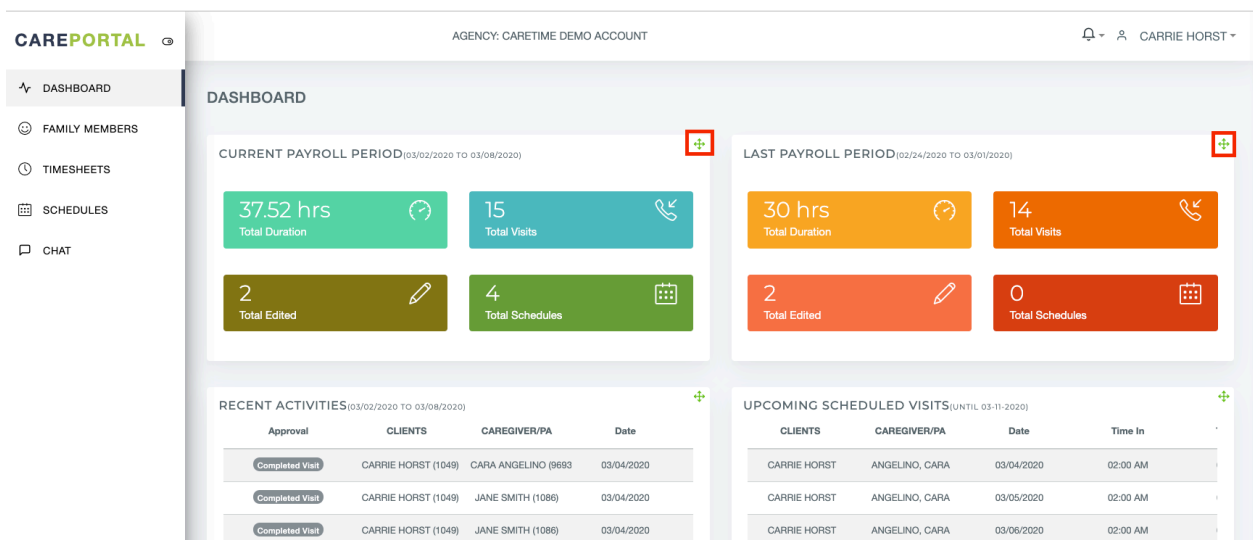 CAREPORTAL
AGENCY: CARETIME DEMO ACCOUNT
CARRIE HORST
DASHBOARD
FAMILY MEMBERS
TIMESHEETS
SCHEDULES
CHAT
DASHBOARD
CURRENT PAYROLL PERIOD(03/02/2020 TO 03/08/2020)
37.52 hrs
Total Duration
15
Total Visits
2
Total Edited
4
Total Schedules
LAST PAYROLL PERIOD(02/24/2020 TO 03/01/2020)
30 hrs
Total Duration
14
Total Visits
2
Total Edited
0
Total Schedules
RECENT ACTIVITIES(03/02/2020 TO 03/08/2020)
Approval CLIENTS CAREGIVER/PA Date
Completed Visit CARRIE HORST (1049) CARA ANGELINO (9693 03/04/2020
Completed Visit CARRIE HORST (1049) JANE SMITH (1086) 03/04/2020
Completed Visit CARRIE HORST (1049) JANE SMITH (1086) 03/04/2020
UPCOMING SCHEDULED VISITS(UNTIL 03-11-2020)
CLIENTS CAREGIVER/PA Date Time In
CARRIE HORST ANGELINO, CARA 03/04/2020 02:00 AM
CARRIE HORST ANGELINO, CARA 03/05/2020 02:00 AM
CARRIE HORST ANGELINO, CARA 03/06/2020 02:00 AM